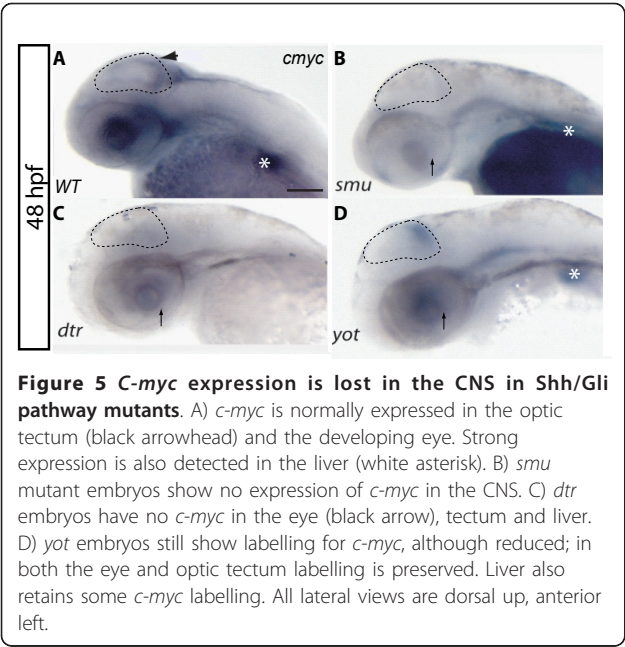 48 hpf
A
cmyc
WT
*
B
smu
*
C
dtr
D
yot
*
Figure 5 C-myc expression is lost in the CNS in Shh/Gli
pathway mutants. A) c-myc is normally expressed in the optic
tectum (black arrowhead) and the developing eye. Strong
expression is also detected in the liver (white asterisk). B) smu
mutant embryos show no expression of c-myc in the CNS. C) dtr
embryos have no c-myc in the eye (black arrow), tectum and liver.
D) yot embryos still show labelling for c-myc, although reduced; in
both the eye and optic tectum labelling is preserved. Liver also
retains some c-myc labelling. All lateral views are dorsal up, anterior
left.